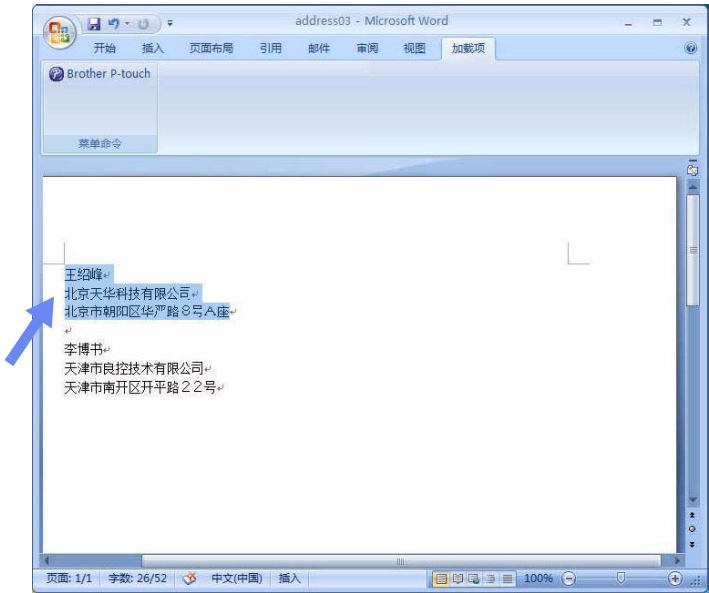 address03 - Microsoft Word
开始 插入 页面布局 引用 邮件 审阅 视图 加载项
Brother P-touch
菜单命令
王绍峰
北京天华科技有限公司
北京市朝阳区华严路8号A座
李博书
天津市良控技术有限公司
天津市南开区开平路22号
页面: 1/1 字数: 26/52 中文(中国) 插入 100%